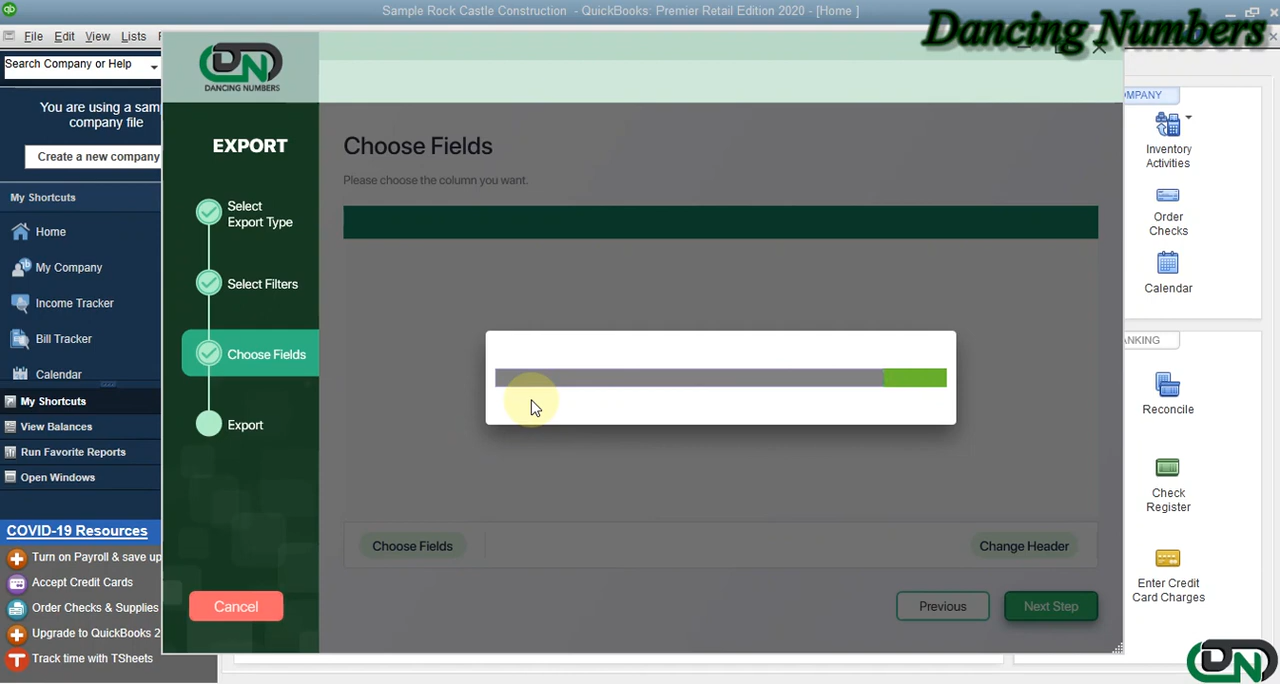 Sample Rock Castle Construction - QuickBooks: Premier Retail Edition 2020 - [Home ]
Dancing Numbers
File Edit View Lists
Search Company or Help
You are using a sam
company file
Create a new company
My Shortcuts
Home
My Company
Income Tracker
Bill Tracker
Calendar
My Shortcuts
View Balances
Run Favorite Reports
Open Windows
COVID-19 Resources
Turn on Payroll & save up
Accept Credit Cards
Order Checks & Supplies
Upgrade to QuickBooks 2
Track time with TSheets
DN
DANCING NUMBERS
EXPORT
Select
Export Type
Select Filters
Choose Fields
Export
Cancel
Choose Fields
Please choose the column you want.
Choose Fields
Change Header
Previous
Next Step
OMPANY
Inventory
Activities
Order
Checks
Calendar
ANKING
Reconcile
Check
Register
Enter Credit
Card Charges
DN